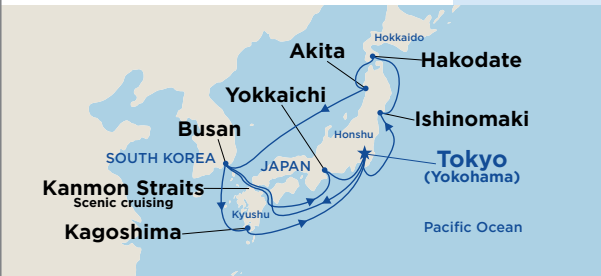 Hokkaido
Akita
Hakodate
Yokkaichi
Ishinomaki
Busan
Honshu
SOUTH KOREA
JAPAN
Tokyo
(Yokohama)
Kanmon Straits
Scenic cruising
Kyushu
Kagoshima
Pacific Ocean